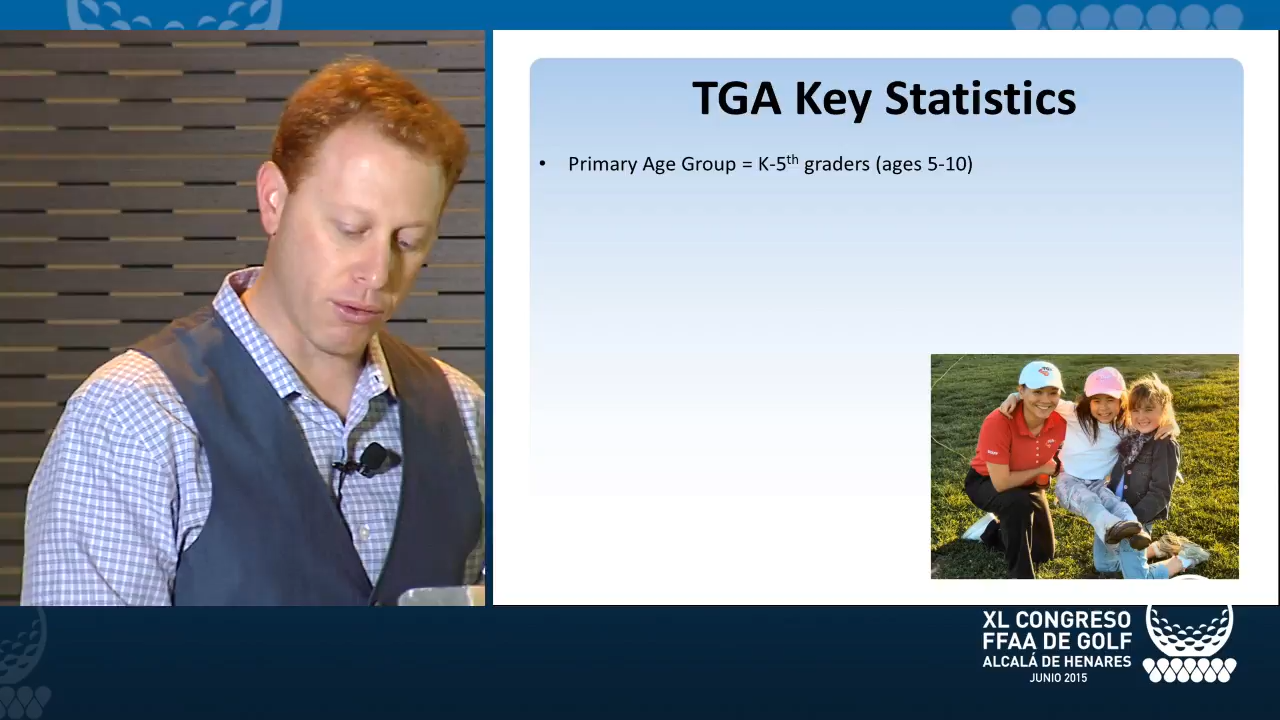 TGA Key Statistics
• Primary Age Group = K-5th graders (ages 5-10)
XL CONGRESO
FFAA DE GOLF
ALCALÁ DE HENARES
JUNIO 2015